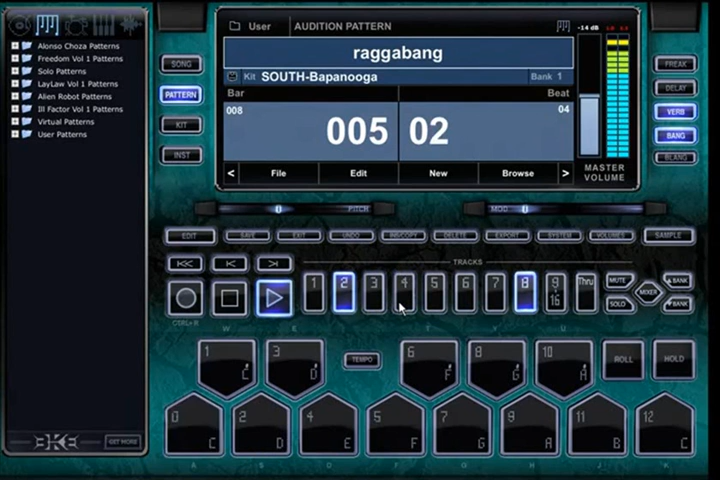 User AUDITION PATTERN -14 dB
raggabang
Kit SOUTH-Bapanooga Bank 1
Bar Beat
008 04
005 02
< File Edit New Browse >
MASTER
VOLUME
Alonso Choza Patterns
Freedom Vol 1 Patterns
Solo Patterns
LayLaw Vol 1 Patterns
Alien Robot Patterns
Ill Factor Vol 1 Patterns
Virtual Patterns
User Patterns
SONG
PATTERN
KIT
INST
FREAK
DELAY
VERB
BANG
BLANG
PITCH MOD
EDIT SAVE EXIT UNDO INS/COPY DELETE EXPORT SYSTEM VOLUMES SAMPLE
TRACKS
1 2 3 4 5 6 7 8 9 16 Thru
MUTE
SOLO
MIXER
BANK
BANK
CTRL+R W E T Y U
1 C 3 D TEMPO 6 F 8 G 10 A ROLL HOLD
0 C 2 D 4 E 5 F 7 G 9 A 11 B 12 C
A S D F G H J K
BKE GET MORE